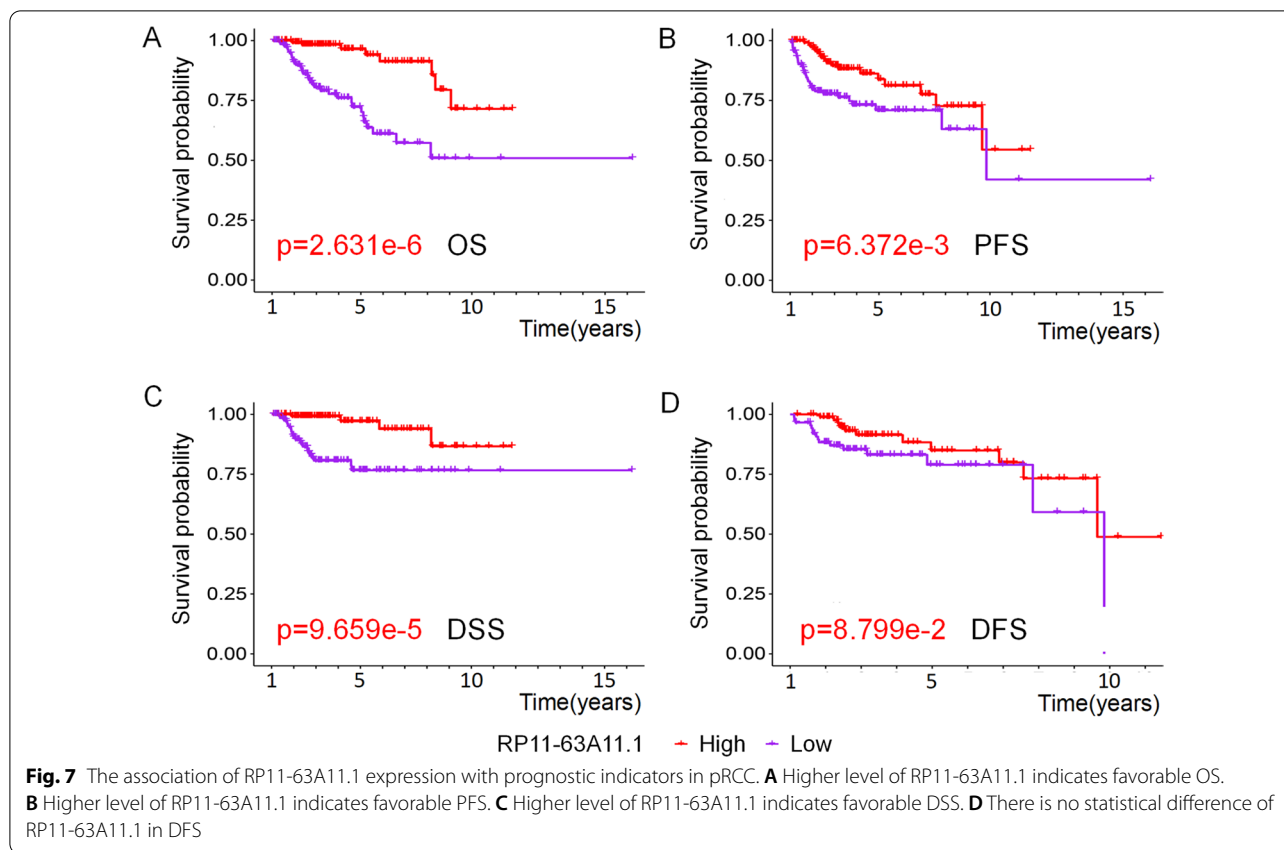 A
Survival probability
1.00
0.75
0.50
0.25
0.00
p=2.631e-6 OS
1 5 10 15
Time(years)
B
Survival probability
1.00
0.75
0.50
0.25
0.00
p=6.372e-3 PFS
1 5 10 15
Time(years)
C
Survival probability
1.00
0.75
0.50
0.25
0.00
p=9.659e-5 DSS
1 5 10 15
Time(years)
D
Survival probability
1.00
0.75
0.50
0.25
0.00
p=8.799e-2 DFS
1 5 10
Time(years)
RP11-63A11.1 High Low
Fig. 7 The association of RP11-63A11.1 expression with prognostic indicators in pRCC. A Higher level of RP11-63A11.1 indicates favorable OS.
B Higher level of RP11-63A11.1 indicates favorable PFS. C Higher level of RP11-63A11.1 indicates favorable DSS. D There is no statistical difference of
RP11-63A11.1 in DFS